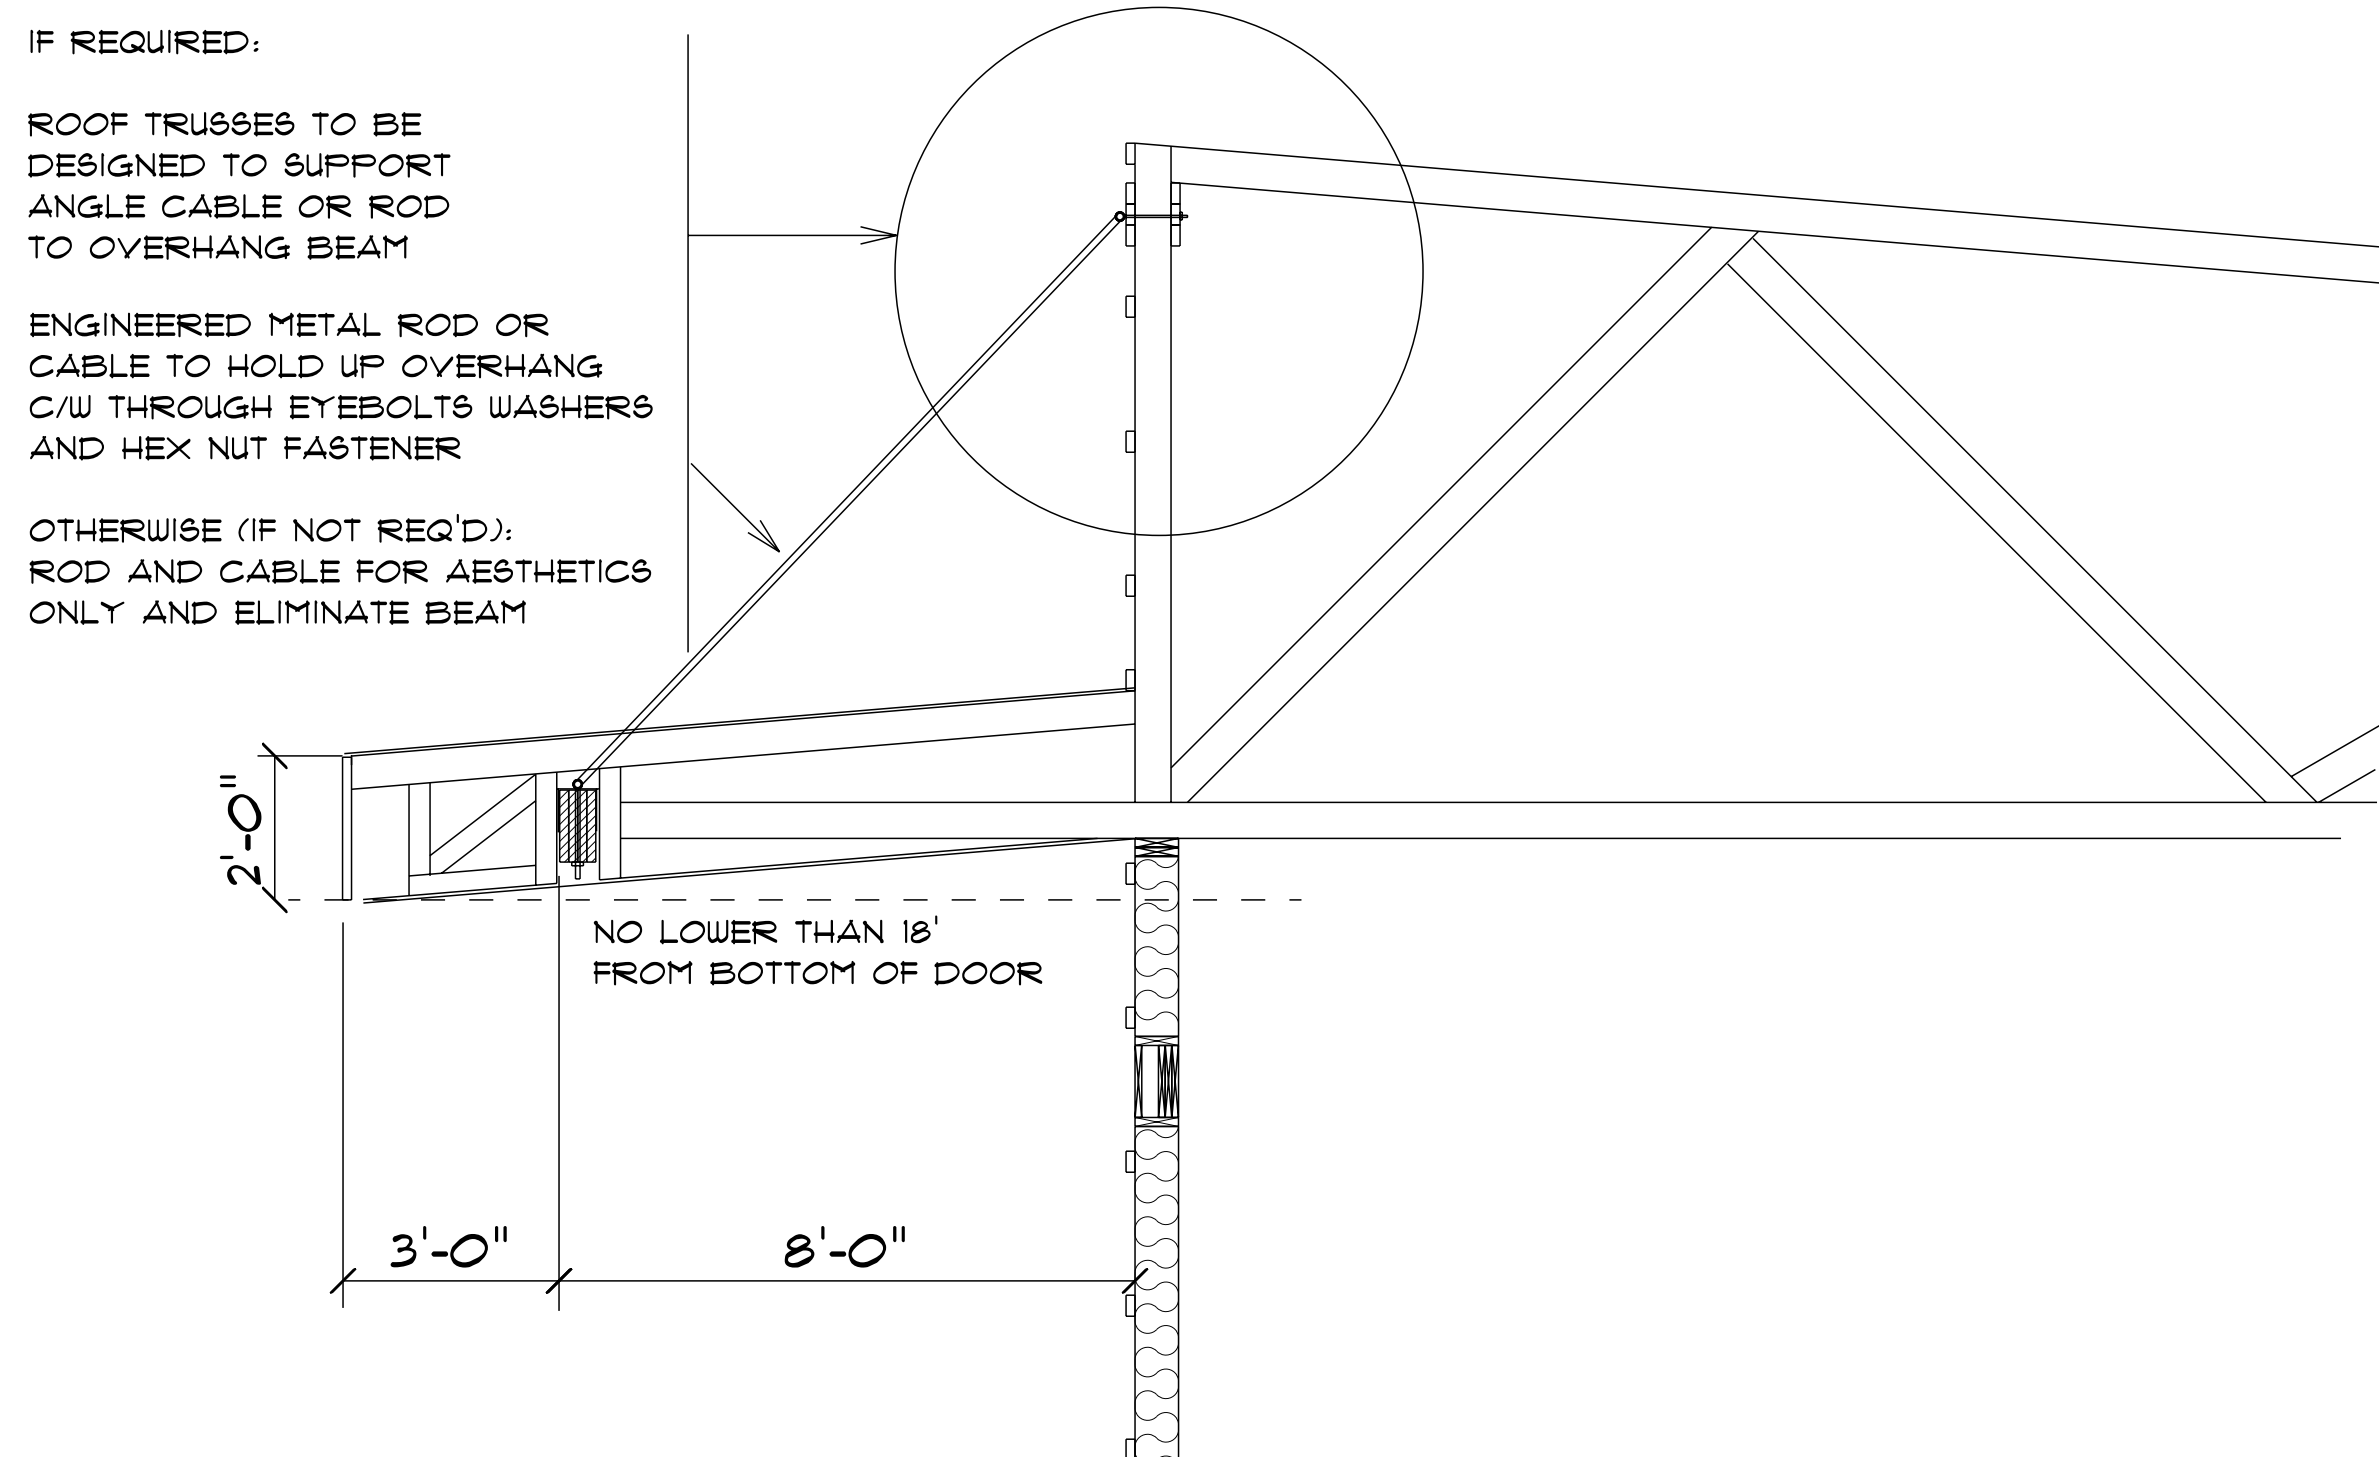 IF REQUIRED:
ROOF TRUSSES TO BE
DESIGNED TO SUPPORT
ANGLE CABLE OR ROD
TO OVERHANG BEAM
ENGINEERED METAL ROD OR
CABLE TO HOLD UP OVERHANG
C/W THROUGH EYEBOLTS WASHERS
AND HEX NUT FASTENER
OTHERWISE (IF NOT REQ'D):
ROD AND CABLE FOR AESTHETICS
ONLY AND ELIMINATE BEAM
2'-0"
NO LOWER THAN 18'
FROM BOTTOM OF DOOR
3'-0"
8'-0"